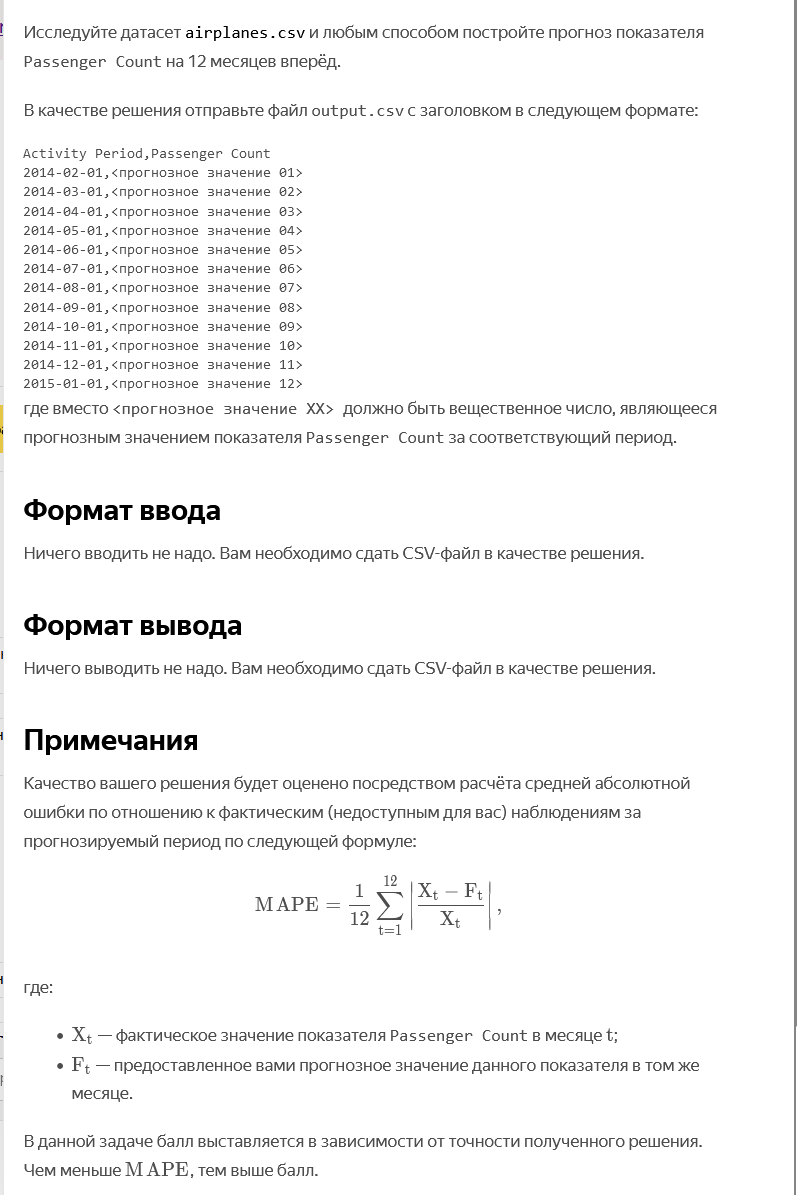 Исследуйте датасет airplanes.csv и любым способом постройте прогноз показателя
Passenger Count на 12 месяцев вперёд.
В качестве решения отправьте файл output.csv с заголовком в следующем формате:
Activity Period,Passenger Count
2014-02-01,<прогнозное значение 01>
2014-03-01,<прогнозное значение 02>
2014-04-01,<прогнозное значение 03>
2014-05-01,<прогнозное значение 04>
2014-06-01,<прогнозное значение 05>
2014-07-01,<прогнозное значение 06>
2014-08-01,<прогнозное значение 07>
2014-09-01,<прогнозное значение 08>
2014-10-01,<прогнозное значение 09>
2014-11-01,<прогнозное значение 10>
2014-12-01,<прогнозное значение 11>
2015-01-01,<прогнозное значение 12>
где вместо <прогнозное значение XX> должно быть вещественное число, являющееся
прогнозным значением показателя Passenger Count за соответствующий период.
Формат ввода
Ничего вводить не надо. Вам необходимо сдать CSV-файл в качестве решения.
Формат вывода
Ничего выводить не надо. Вам необходимо сдать CSV-файл в качестве решения.
Примечания
Качество вашего решения будет оценено посредством расчёта средней абсолютной
ошибки по отношению к фактическим (недоступным для вас) наблюдениям за
прогнозируемый период по следующей формуле:
MAPE = 1/12 ∑_{t=1}^{12} |(X_t − F_t)/X_t|,
где:
• X_t — фактическое значение показателя Passenger Count в месяце t;
• F_t — предоставленное вами прогнозное значение данного показателя в том же
месяце.
В данной задаче балл выставляется в зависимости от точности полученного решения.
Чем меньше MAPE, тем выше балл.